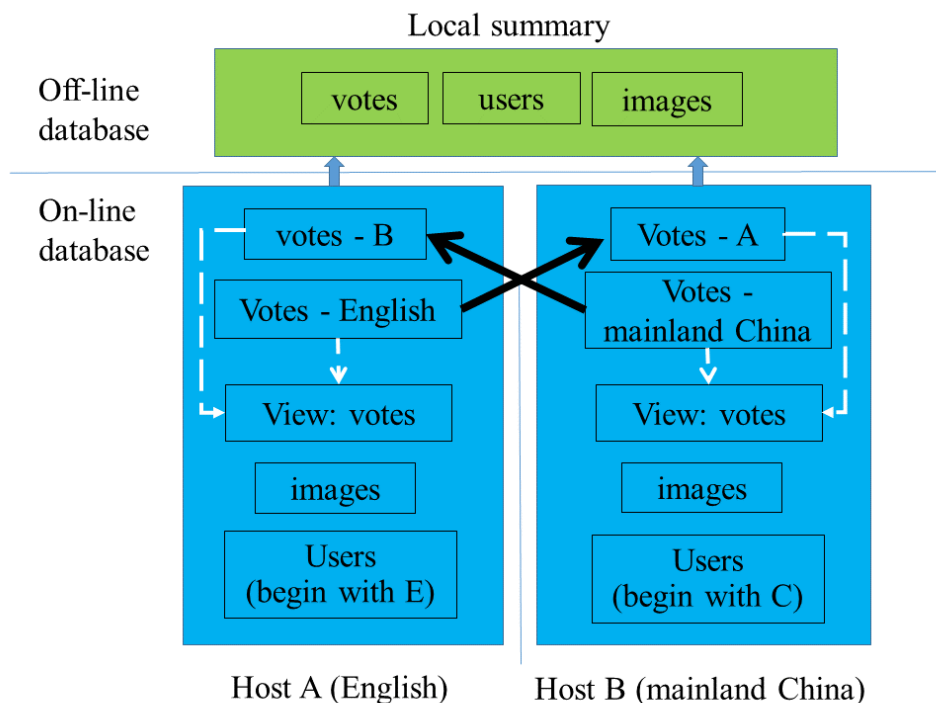 Local summary
Off-line
database
votes
users
images
On-line
database
votes - B
Votes - English
View: votes
images
Users
(begin with E)
Votes - A
Votes -
mainland China
View: votes
images
Users
(begin with C)
Host A (English)
Host B (mainland China)